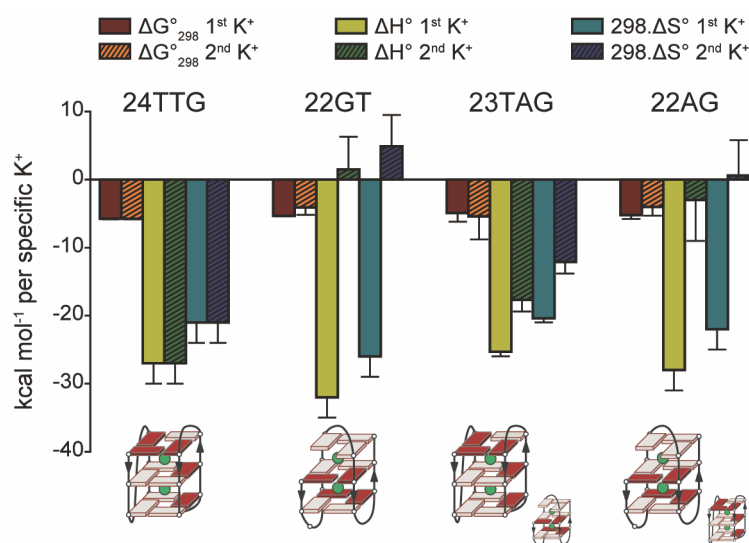 ΔG°₂₉₈ 1ˢᵗ K⁺ ΔH° 1ˢᵗ K⁺ 298.ΔS° 1ˢᵗ K⁺
ΔG°₂₉₈ 2ⁿᵈ K⁺ ΔH° 2ⁿᵈ K⁺ 298.ΔS° 2ⁿᵈ K⁺
24TTG 22GT 23TAG 22AG
10
0
-10
-20
-30
-40
kcal mol⁻¹ per specific K⁺